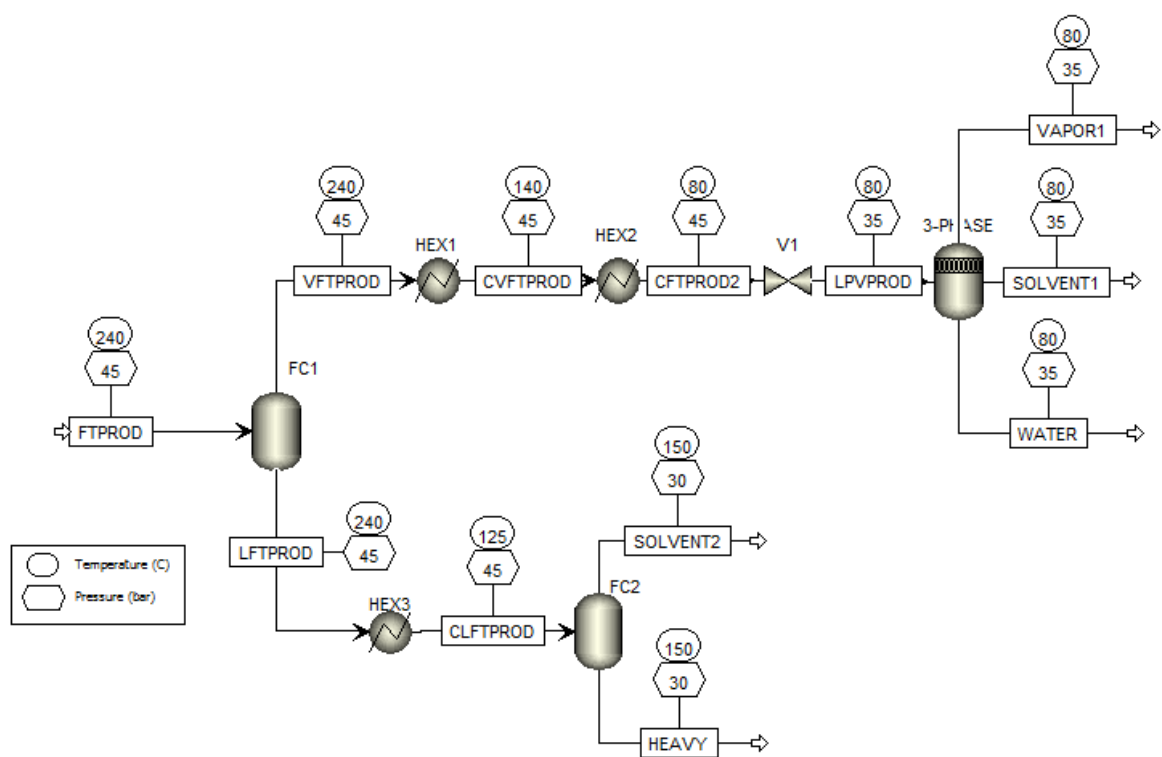 80
35
VAPOR1
240
45
VFTPROD
HEX1
140
45
CVFTPROD
HEX2
80
45
CFTPROD2
V1
80
35
LPVPROD
3-PHASE
80
35
SOLVENT1
240
45
FTPROD
FC1
80
35
WATER
240
45
LFTPROD
150
30
SOLVENT2
Temperature (C)
Pressure (bar)
HEX3
125
45
CLFTPROD
FC2
150
30
HEAVY